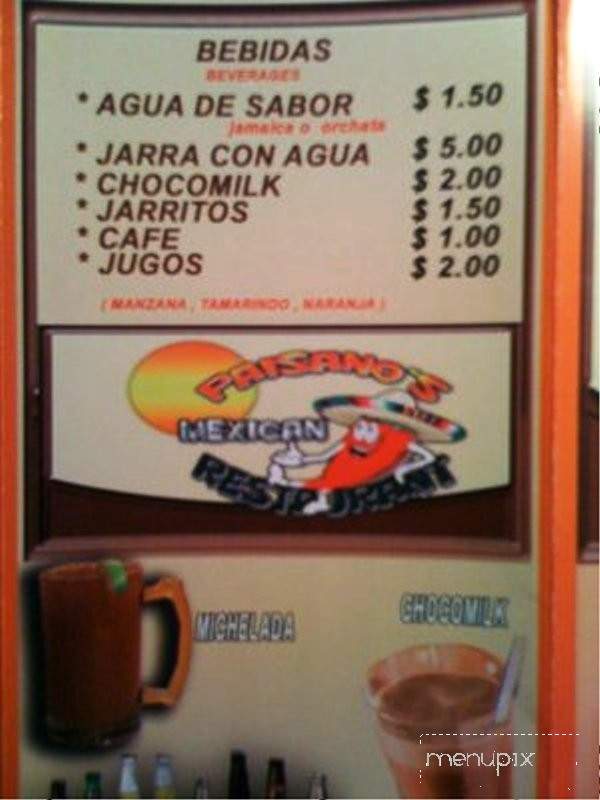 BEBIDAS
BEVERAGES
* AGUA DE SABOR $ 1.50
jamaica o orchata
* JARRA CON AGUA $ 5.00
* CHOCOMILK $ 2.00
* JARRITOS $ 1.50
* CAFE $ 1.00
* JUGOS $ 2.00
( MANZANA , TAMARINDO , NARANJA )
PAISANO'S
MEXICAN
RESTAURANT
MICHELADA
CHOCOMILK
menupix